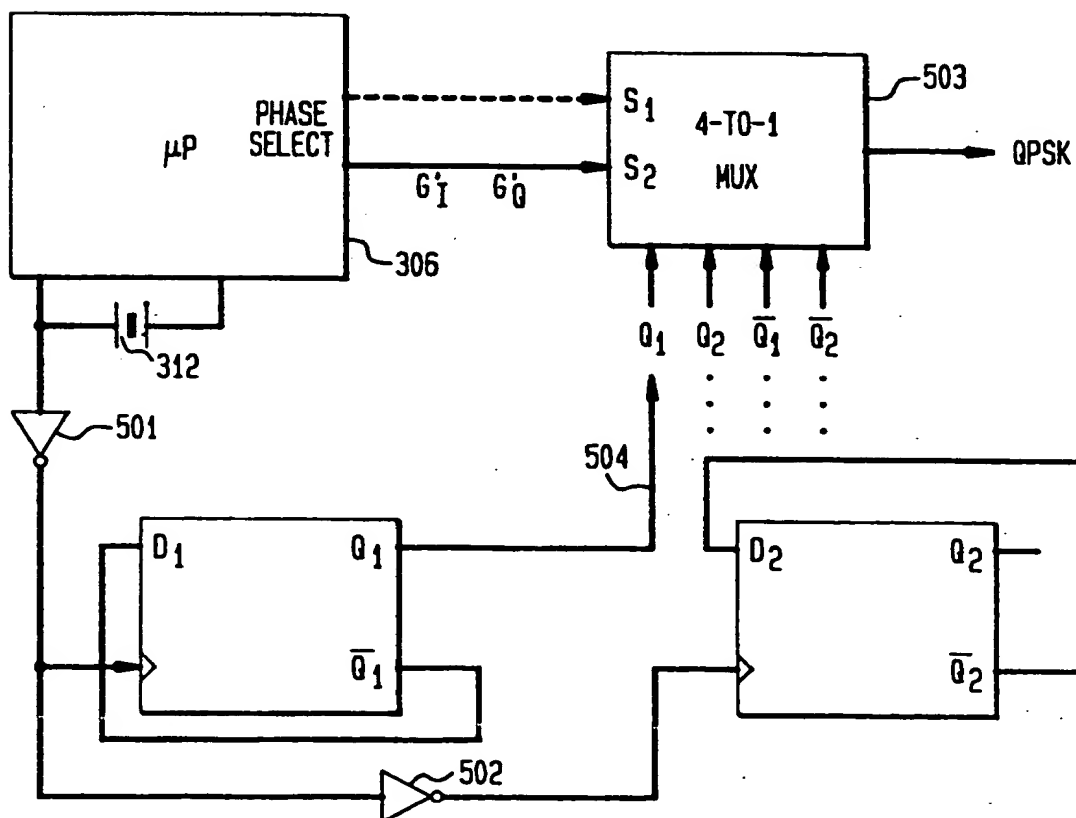 μP
PHASE
SELECT
G'I G'Q
306
312
501
S1
S2
4-TO-1
MUX
503
QPSK
Q1 Q2 Q̅1 Q̅2
504
D1
Q1
Q̅1
502
D2
Q2
Q̅2